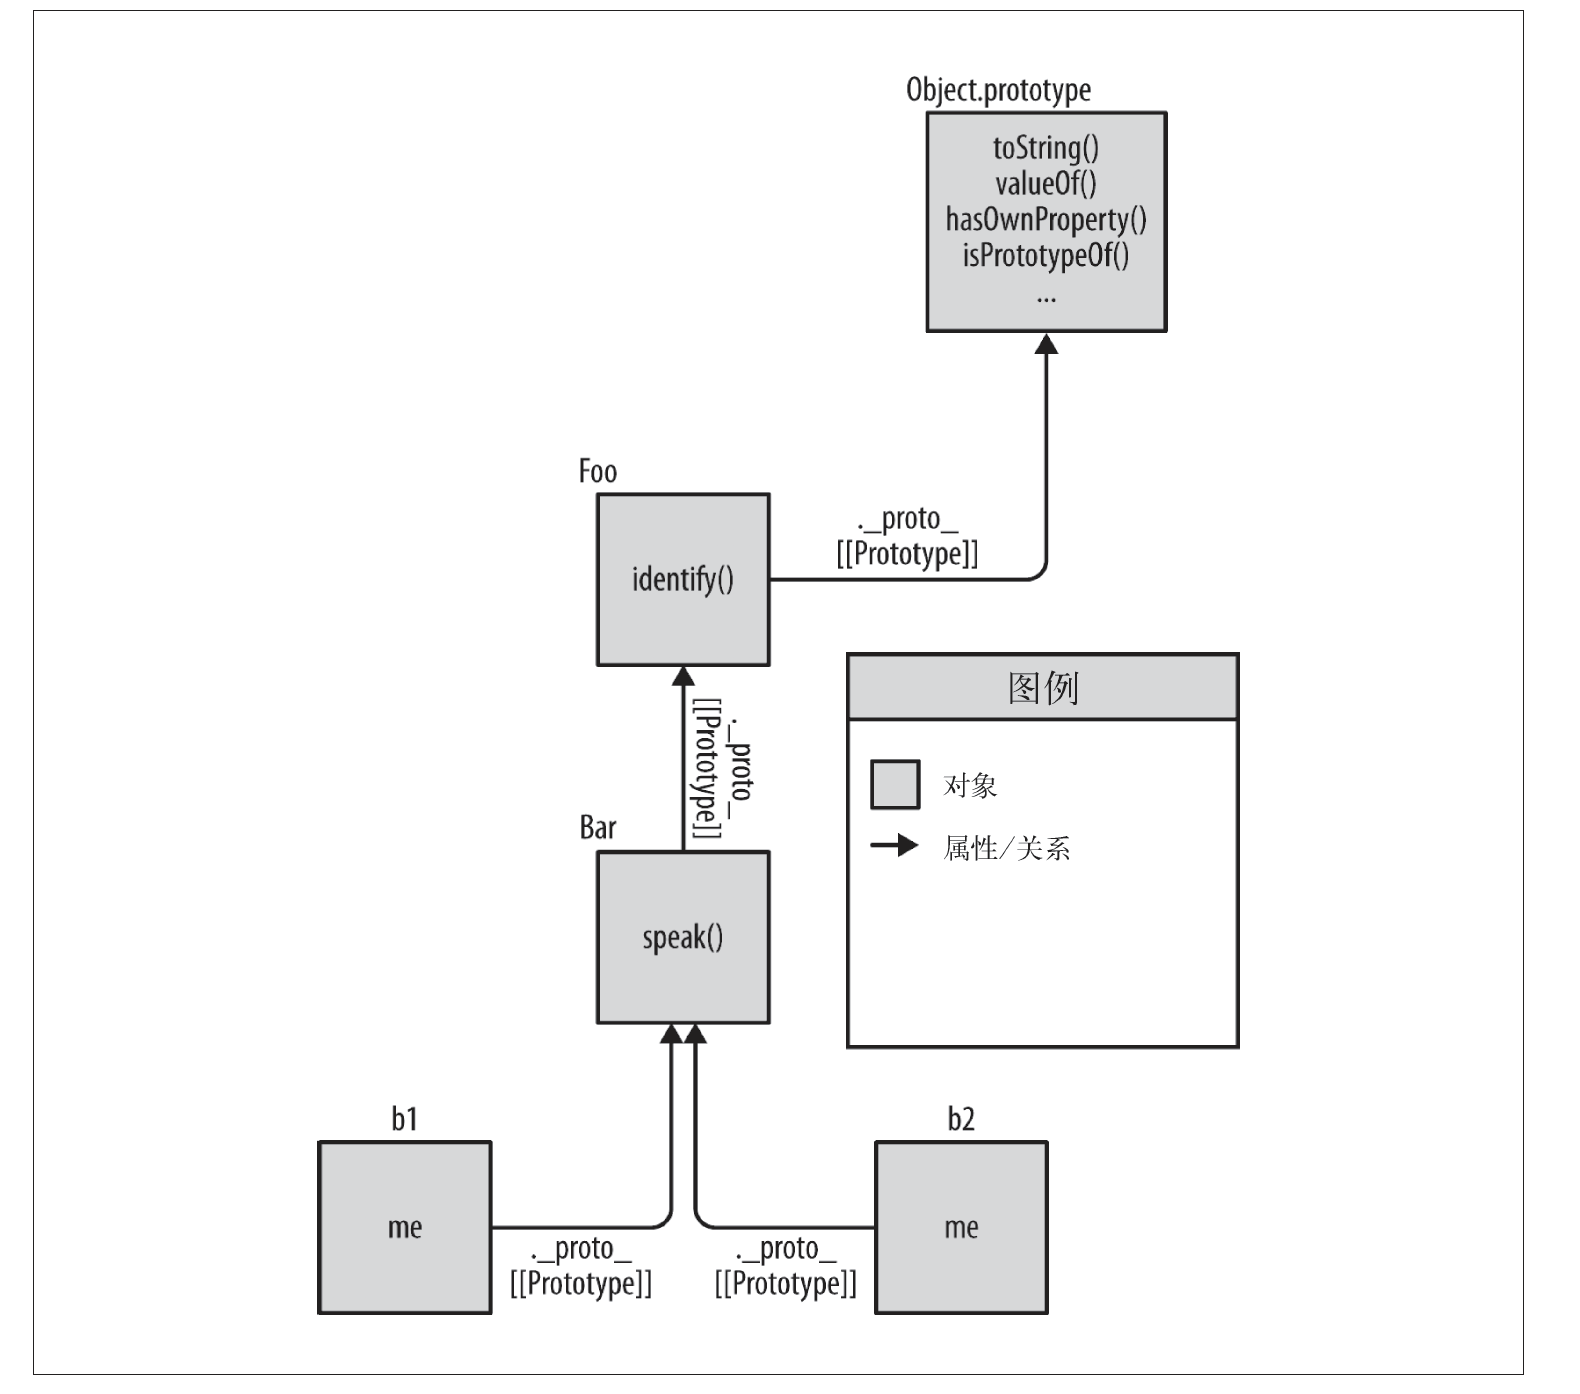 Object.prototype
toString()
valueOf()
hasOwnProperty()
isPrototypeOf()
...
Foo
identify()
._proto_
[[Prototype]]
._proto_
[[Prototype]]
图例
对象
属性/关系
Bar
speak()
b1
me
._proto_
[[Prototype]]
b2
me
._proto_
[[Prototype]]